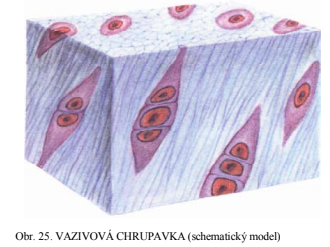 Obr. 25. VAZIVOVÁ CHRUPAVKA (schematický model)